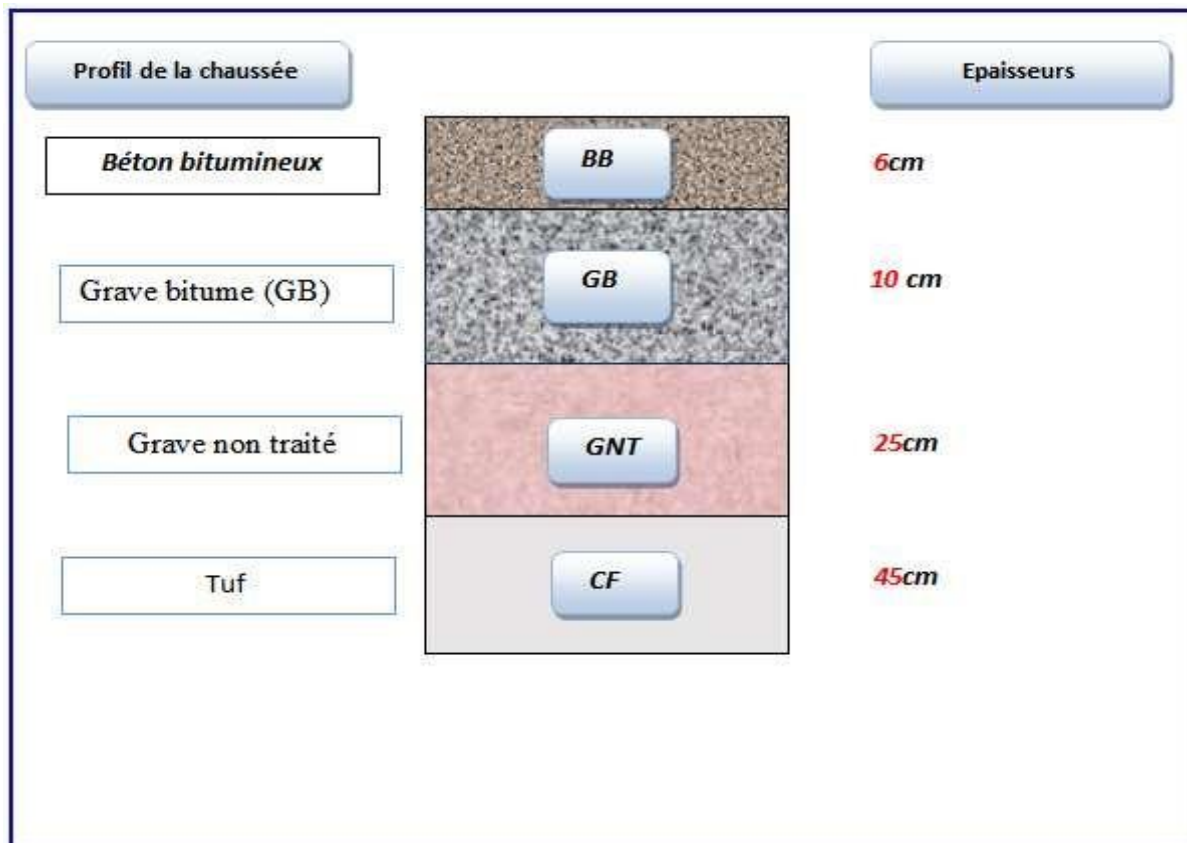 Profil de la chaussée
Epaisseurs
Béton bitumineux
BB
6cm
Grave bitume (GB)
GB
10 cm
Grave non traité
GNT
25cm
Tuf
CF
45cm